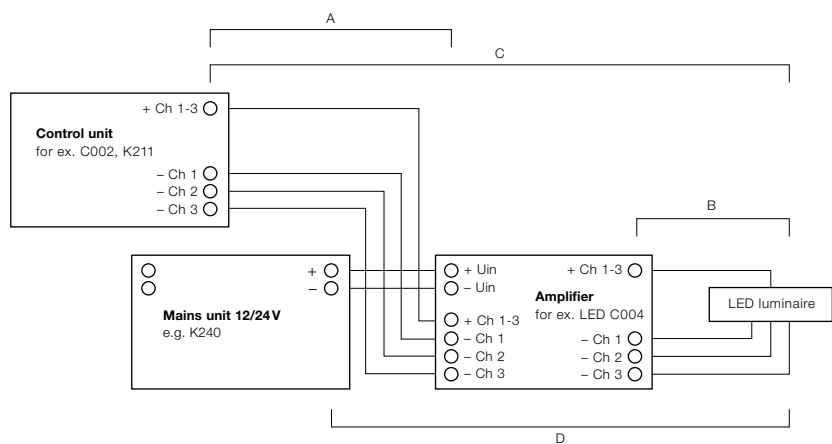 A
C
+ Ch 1-3
Control unit
for ex. C002, K211
– Ch 1
– Ch 2
– Ch 3
B
+
–
Mains unit 12/24 V
e.g. K240
+ Uin
– Uin
+ Ch 1-3
– Ch 1
– Ch 2
– Ch 3
+ Ch 1-3
Amplifier
for ex. LED C004
– Ch 1
– Ch 2
– Ch 3
LED luminaire
D